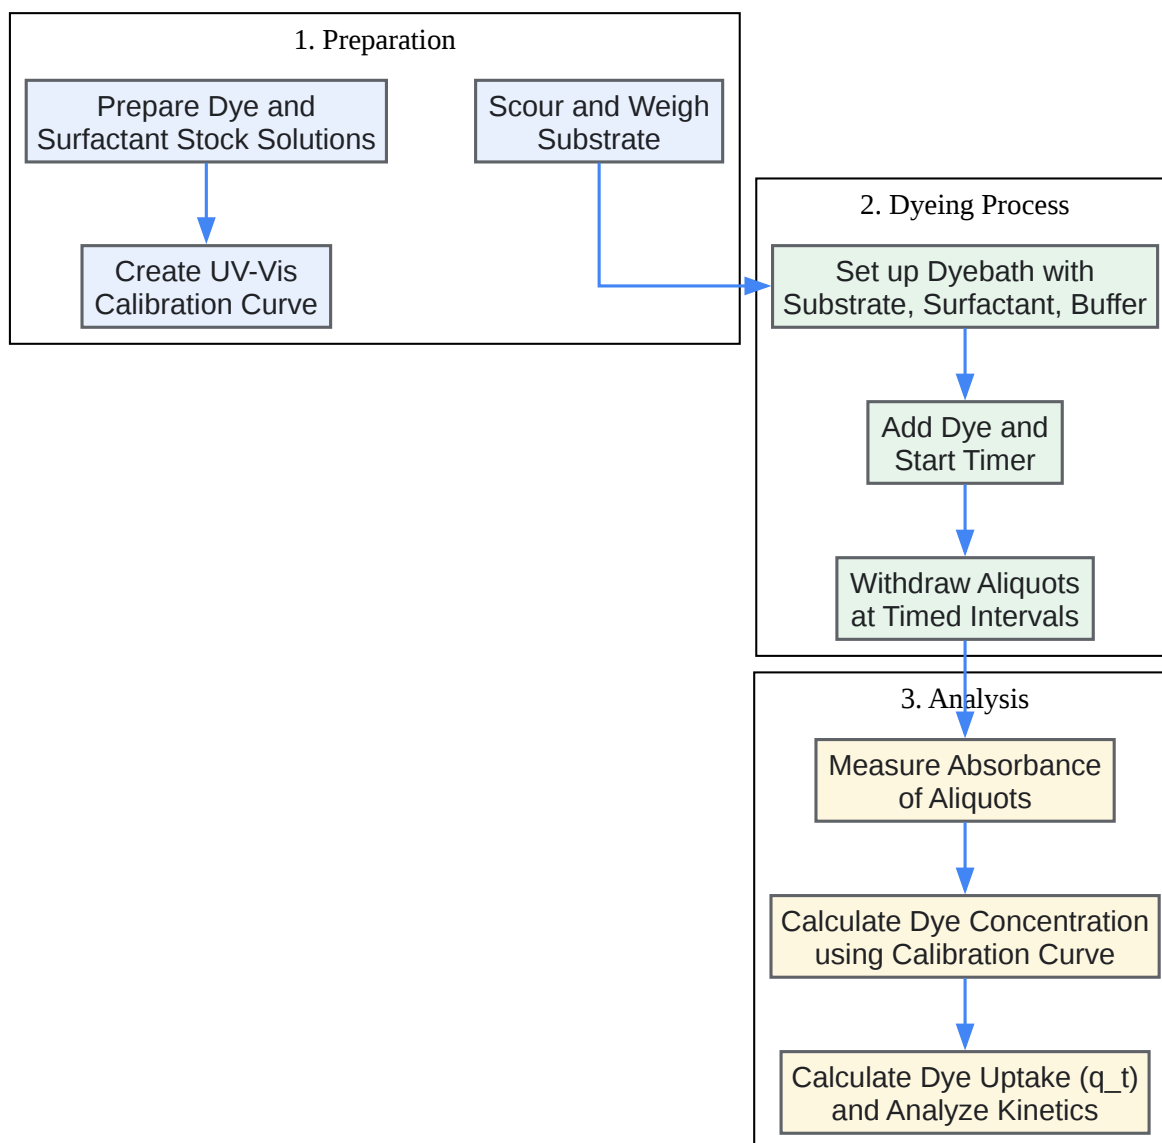 1. Preparation
Prepare Dye and
Surfactant Stock Solutions
Scour and Weigh
Substrate
Create UV-Vis
Calibration Curve
2. Dyeing Process
Set up Dyebath with
Substrate, Surfactant, Buffer
Add Dye and
Start Timer
Withdraw Aliquots
at Timed Intervals
3. Analysis
Measure Absorbance
of Aliquots
Calculate Dye Concentration
using Calibration Curve
Calculate Dye Uptake (q_t)
and Analyze Kinetics